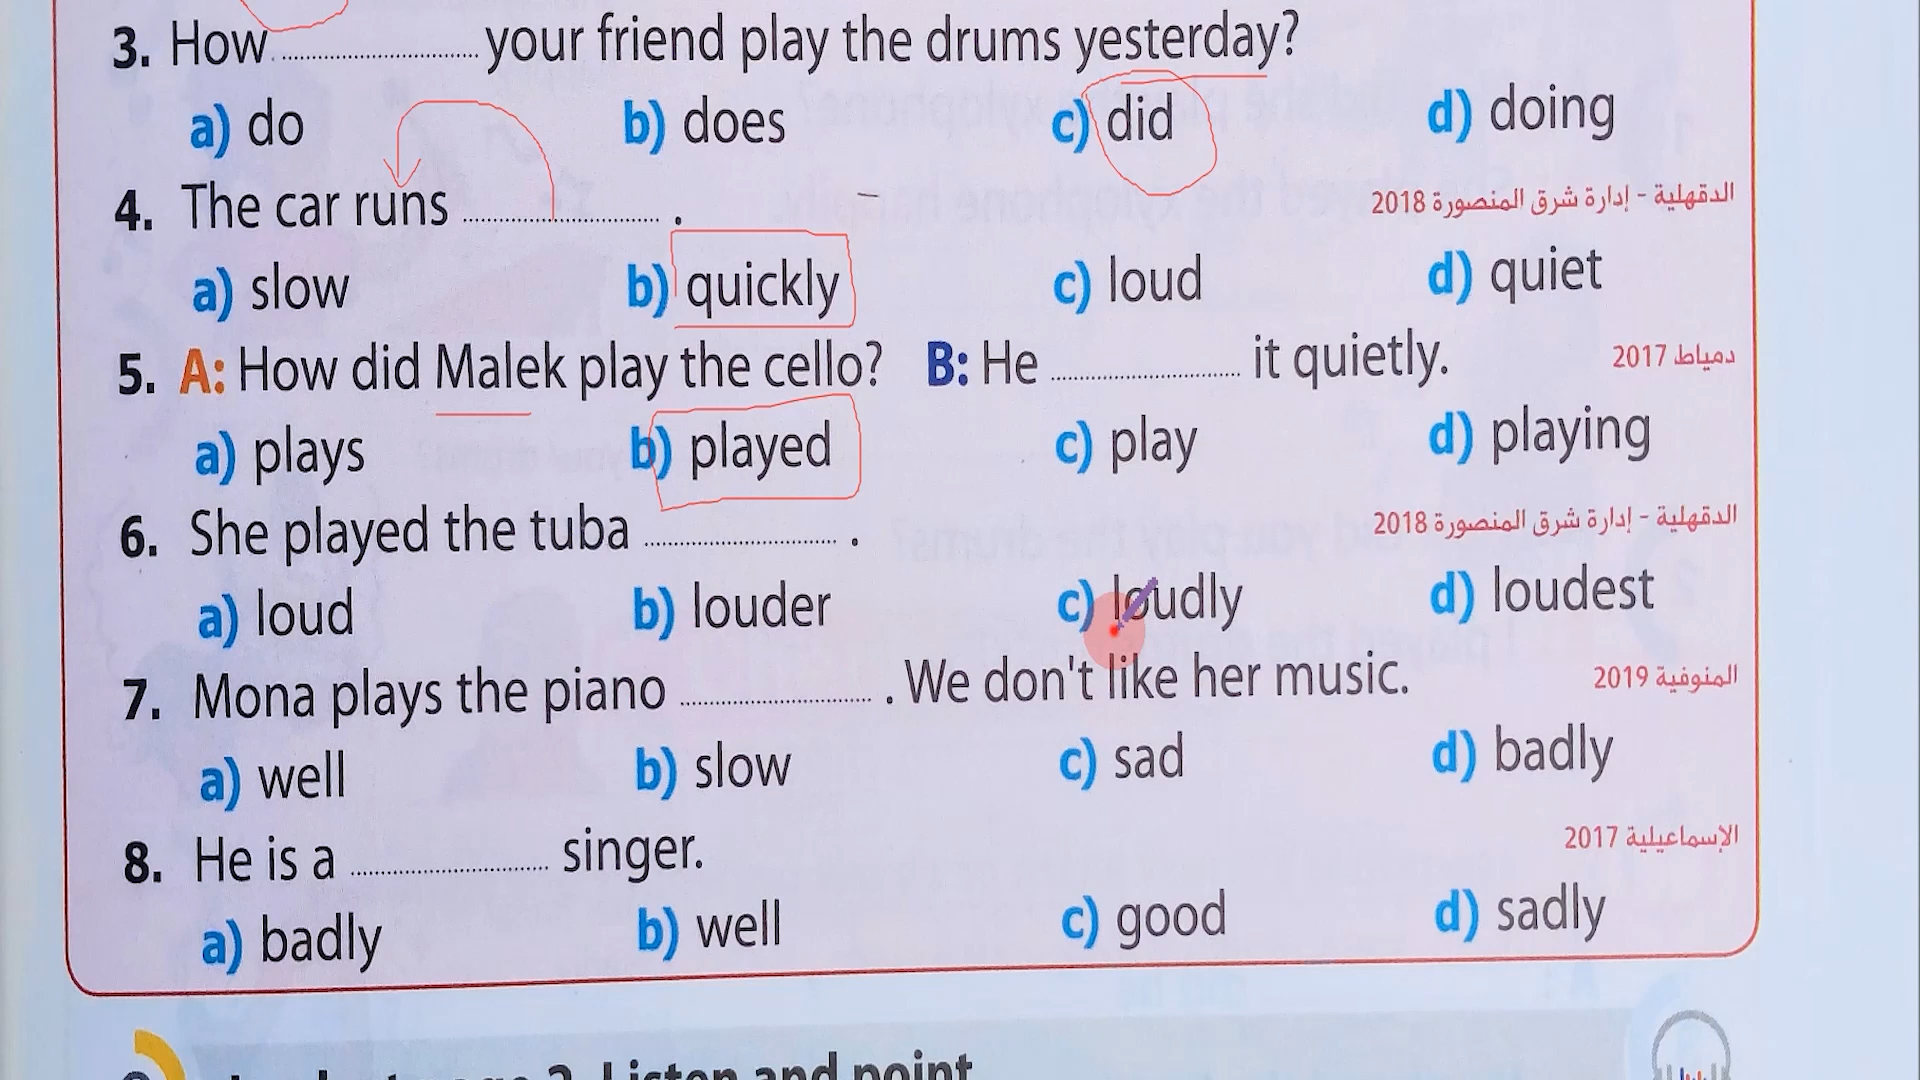 3. How ........................ your friend play the drums yesterday?
a) do b) does c) did d) doing
4. The car runs ........................ . الدقهلية - إدارة شرق المنصورة 2018
a) slow b) quickly c) loud d) quiet
5. A: How did Malek play the cello? B: He ........................ it quietly. دمياط 2017
a) plays b) played c) play d) playing
6. She played the tuba ........................ . الدقهلية - إدارة شرق المنصورة 2018
a) loud b) louder c) loudly d) loudest
7. Mona plays the piano ........................ . We don't like her music. المنوفية 2019
a) well b) slow c) sad d) badly
8. He is a ........................ singer. الإسماعيلية 2017
a) badly b) well c) good d) sadly
2 Listen and point